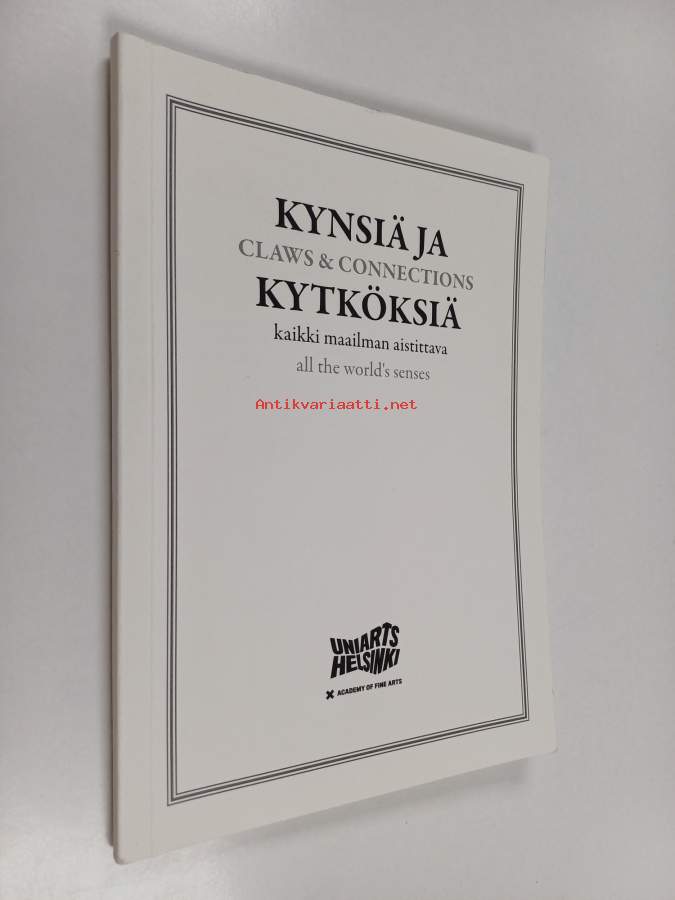 KYNSIÄ JA
CLAWS & CONNECTIONS
KYTKÖKSIÄ
kaikki maailman aistittava
all the world's senses
Antikvariaatti.net
UNIARTS
HELSINKI
X ACADEMY OF FINE ARTS